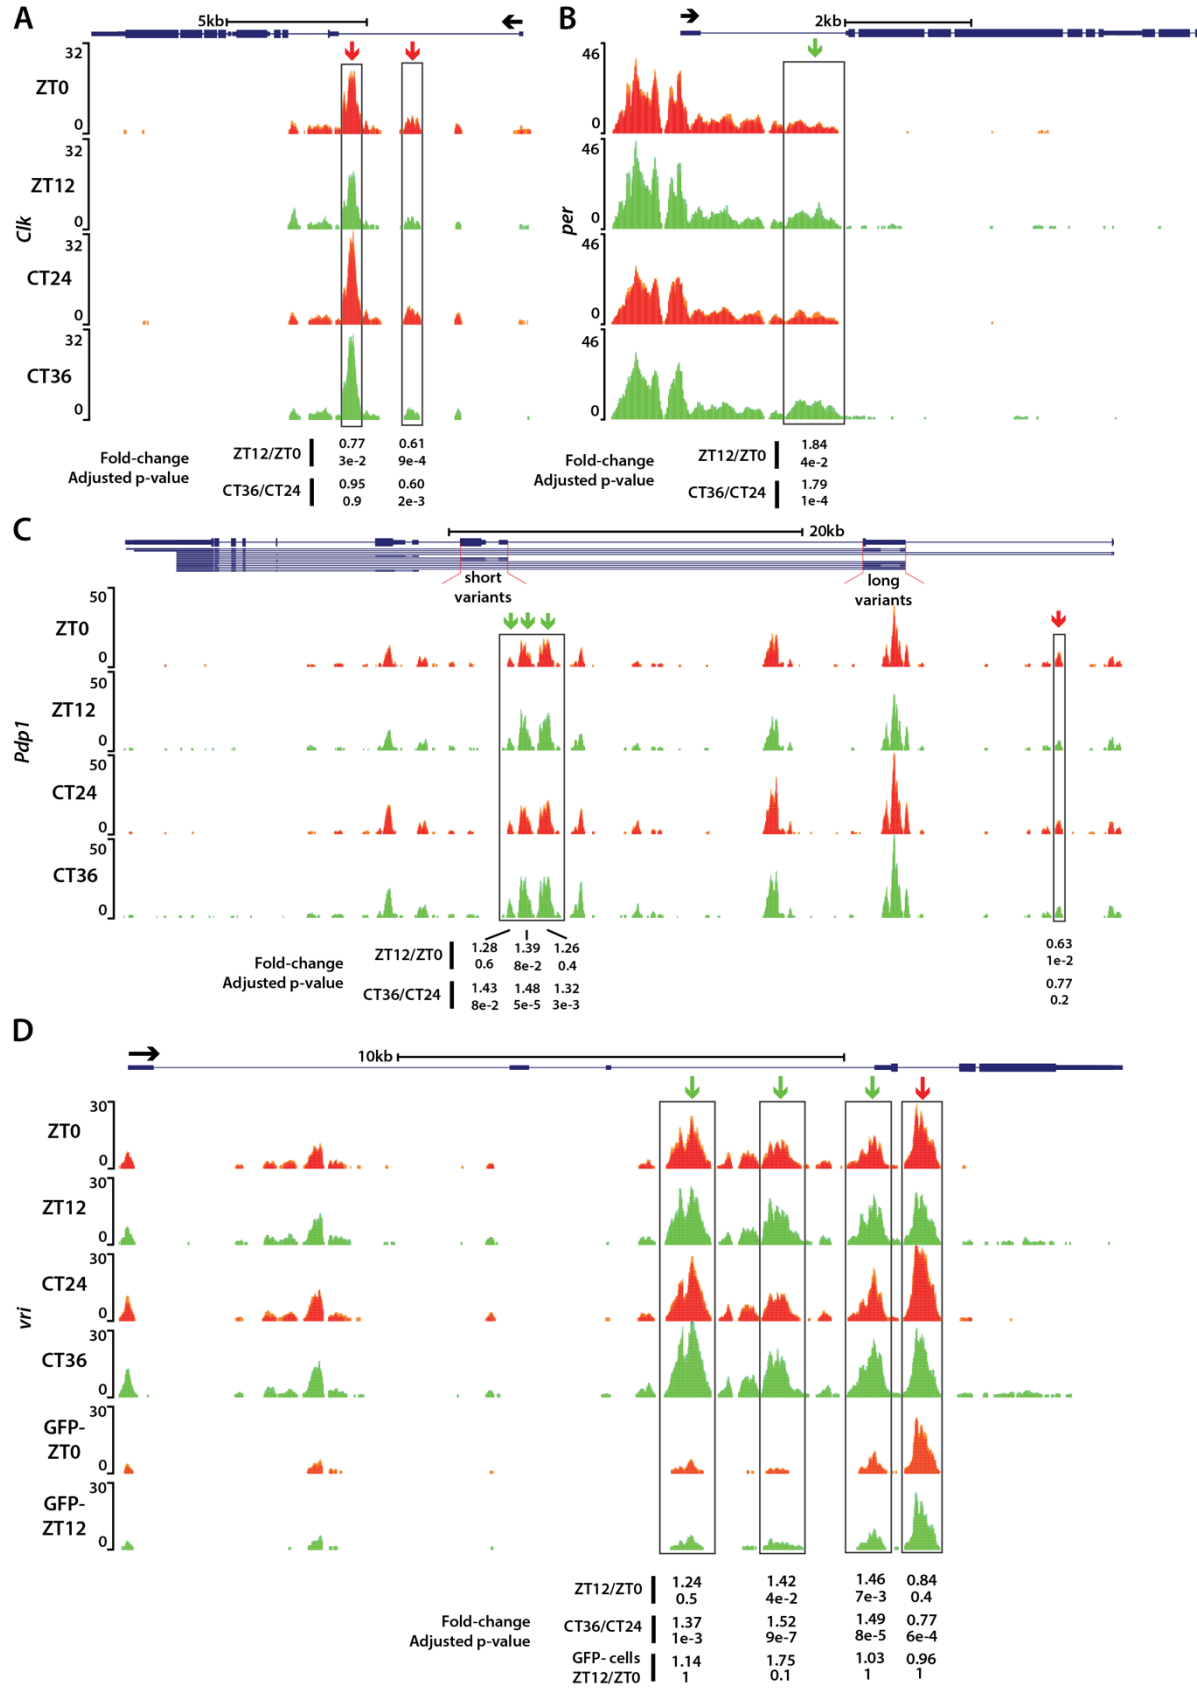 A
5kb
32
ZT0
0
32
ZT12
0
Clk
32
CT24
0
32
CT36
0
Fold-change
Adjusted p-value
ZT12/ZT0
0.77 0.61
3e-2 9e-4
CT36/CT24
0.95 0.60
0.9 2e-3
B
2kb
46
0
46
0
per
46
0
46
0
Fold-change
Adjusted p-value
ZT12/ZT0
1.84
4e-2
CT36/CT24
1.79
1e-4
C
20kb
short
variants
long
variants
50
ZT0
0
50
ZT12
0
Pdp1
50
CT24
0
50
CT36
0
Fold-change
Adjusted p-value
ZT12/ZT0
1.28 1.39 1.26 0.63
0.6 8e-2 0.4 1e-2
CT36/CT24
1.43 1.48 1.32 0.77
8e-2 5e-5 3e-3 0.2
D
10kb
30
ZT0
0
30
ZT12
0
30
CT24
0
vri
30
CT36
0
30
GFP-
ZT0
0
30
GFP-
ZT12
0
Fold-change
Adjusted p-value
ZT12/ZT0
1.24 1.42 1.46 0.84
0.5 4e-2 7e-3 0.4
CT36/CT24
1.37 1.52 1.49 0.77
1e-3 9e-7 8e-5 6e-4
GFP- cells
ZT12/ZT0
1.14 1.75 1.03 0.96
1 0.1 1 1